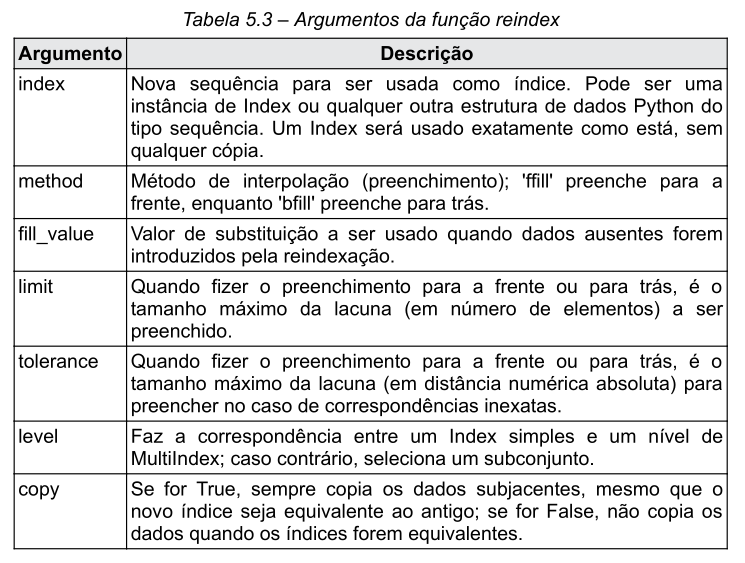 Tabela 5.3 – Argumentos da função reindex
Argumento Descrição
index Nova sequência para ser usada como índice. Pode ser uma
instância de Index ou qualquer outra estrutura de dados Python do
tipo sequência. Um Index será usado exatamente como está, sem
qualquer cópia.
method Método de interpolação (preenchimento); 'ffill' preenche para a
frente, enquanto 'bfill' preenche para trás.
fill_value Valor de substituição a ser usado quando dados ausentes forem
introduzidos pela reindexação.
limit Quando fizer o preenchimento para a frente ou para trás, é o
tamanho máximo da lacuna (em número de elementos) a ser
preenchido.
tolerance Quando fizer o preenchimento para a frente ou para trás, é o
tamanho máximo da lacuna (em distância numérica absoluta) para
preencher no caso de correspondências inexatas.
level Faz a correspondência entre um Index simples e um nível de
MultiIndex; caso contrário, seleciona um subconjunto.
copy Se for True, sempre copia os dados subjacentes, mesmo que o
novo índice seja equivalente ao antigo; se for False, não copia os
dados quando os índices forem equivalentes.